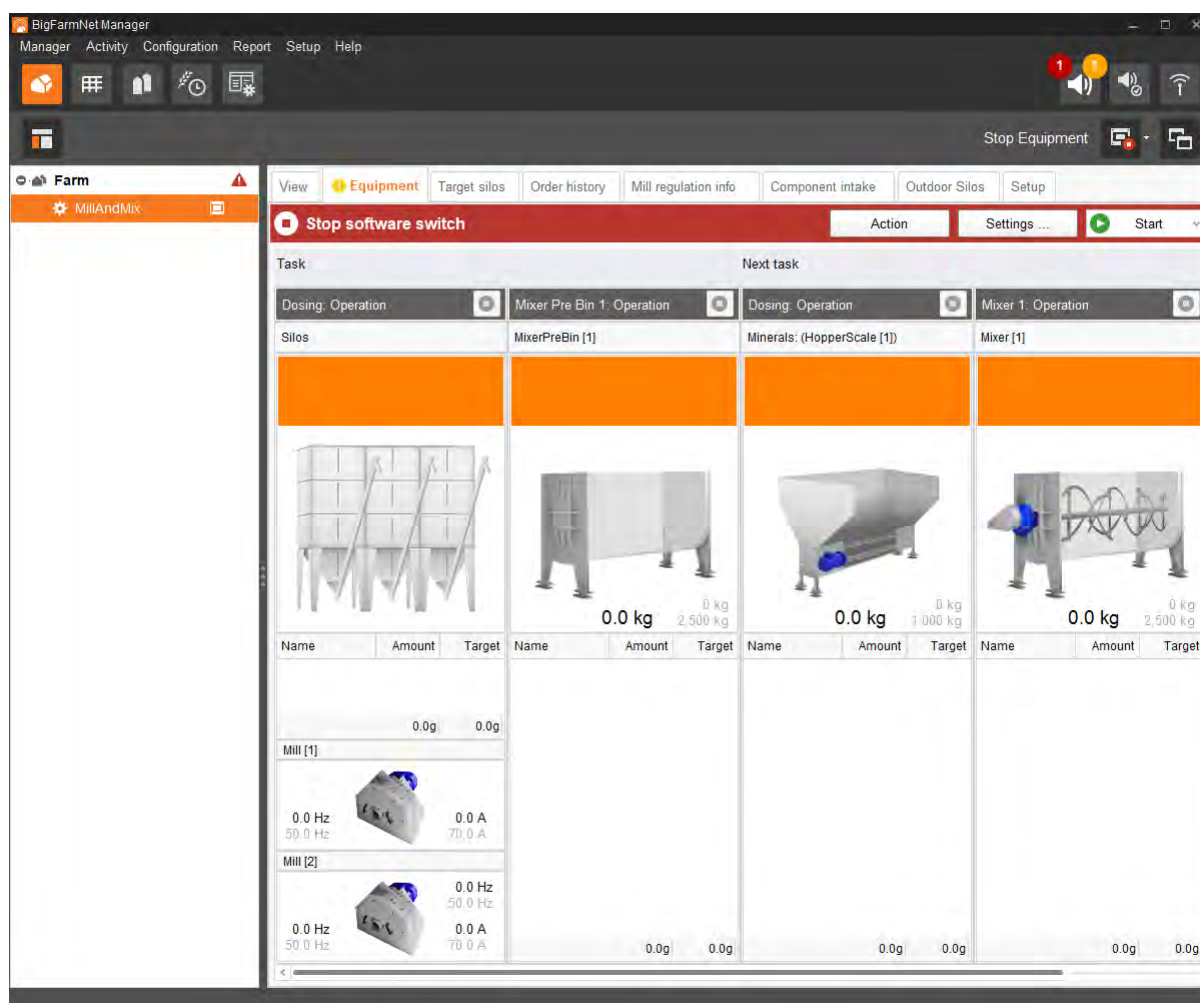 BigFarmNet Manager
Manager Activity Configuration Report Setup Help
1 1
Stop Equipment
Farm
MillAndMix
View Equipment Target silos Order history Mill regulation info Component intake Outdoor Silos Setup
Stop software switch Action Settings ... Start
Task Next task
Dosing: Operation Mixer Pre Bin 1: Operation Dosing: Operation Mixer 1: Operation
Silos MixerPreBin [1] Minerals: (HopperScale [1]) Mixer [1]
0 kg 0 kg 0 kg
0.0 kg 2,500 kg 0.0 kg 1 000 kg 0.0 kg 2,500 kg
Name Amount Target Name Amount Target Name Amount Target Name Amount Target
0.0g 0.0g
Mill [1]
0.0 Hz 0.0 A
50.0 Hz 70.0 A
Mill [2]
0.0 Hz
50.0 Hz
0.0 Hz 0.0 A
50.0 Hz 70.0 A
0.0g 0.0g 0.0g 0.0g 0.0g 0.0g